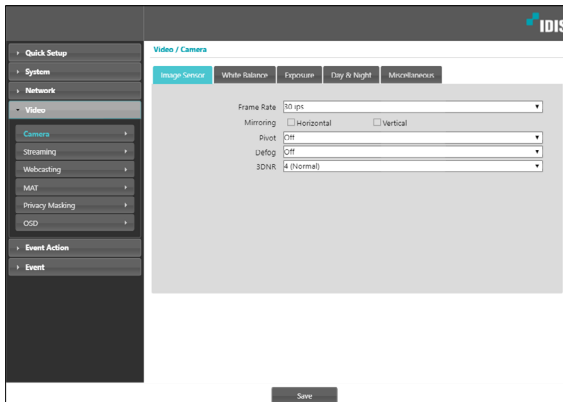 IDIS
Quick Setup
System
Network
Video
Camera
Streaming
Webcasting
MAT
Privacy Masking
OSD
Event Action
Event
Video / Camera
Image Sensor White Balance Exposure Day & Night Miscellaneous
Frame Rate 30 ips
Mirroring Horizontal Vertical
Pivot Off
Defog Off
3DNR 4 (Normal)
Save